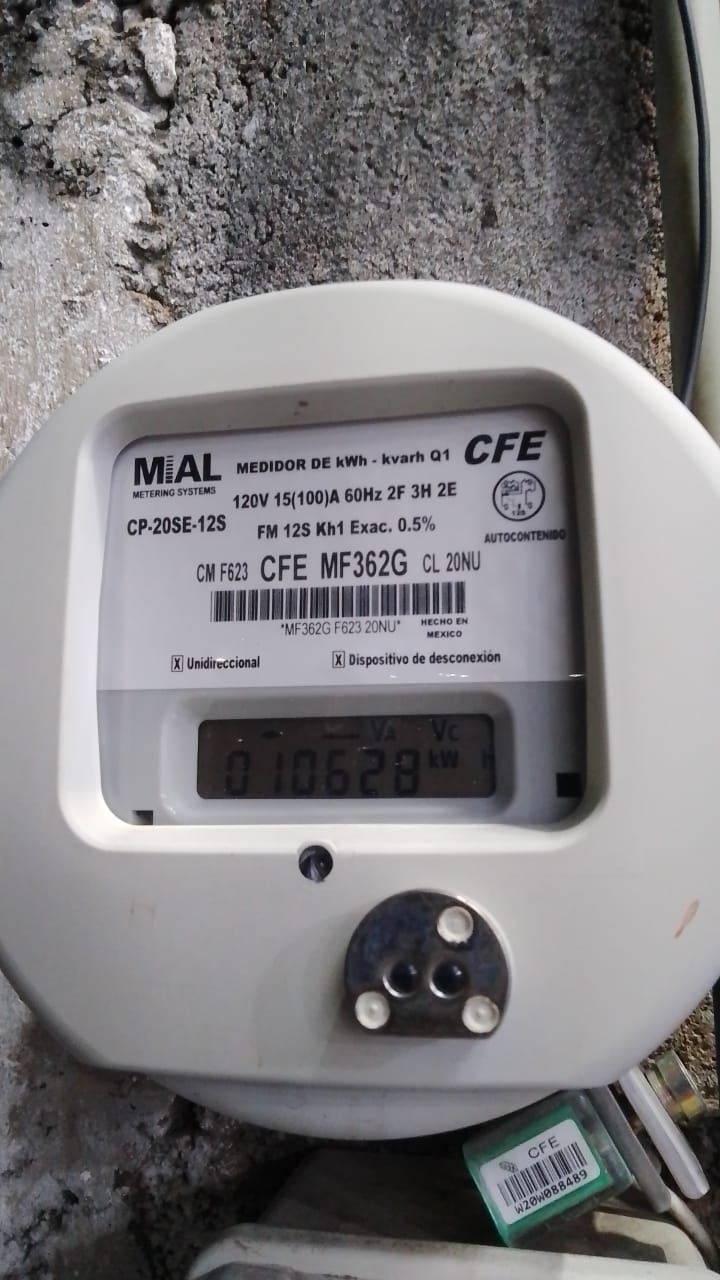 MIAL
METERING SYSTEMS
MEDIDOR DE kWh - kvarh Q1
CFE
120V 15(100)A 60Hz 2F 3H 2E
CP-20SE-12S
FM 12S Kh1 Exac. 0.5%
12S
AUTOCONTENIDO
CM F623 CFE MF362G CL 20NU
*MF362G F623 20NU*
HECHO EN
MEXICO
X Unidireccional
X Dispositivo de desconexión
VA VC
010628 kW h
CFE
W20W088489